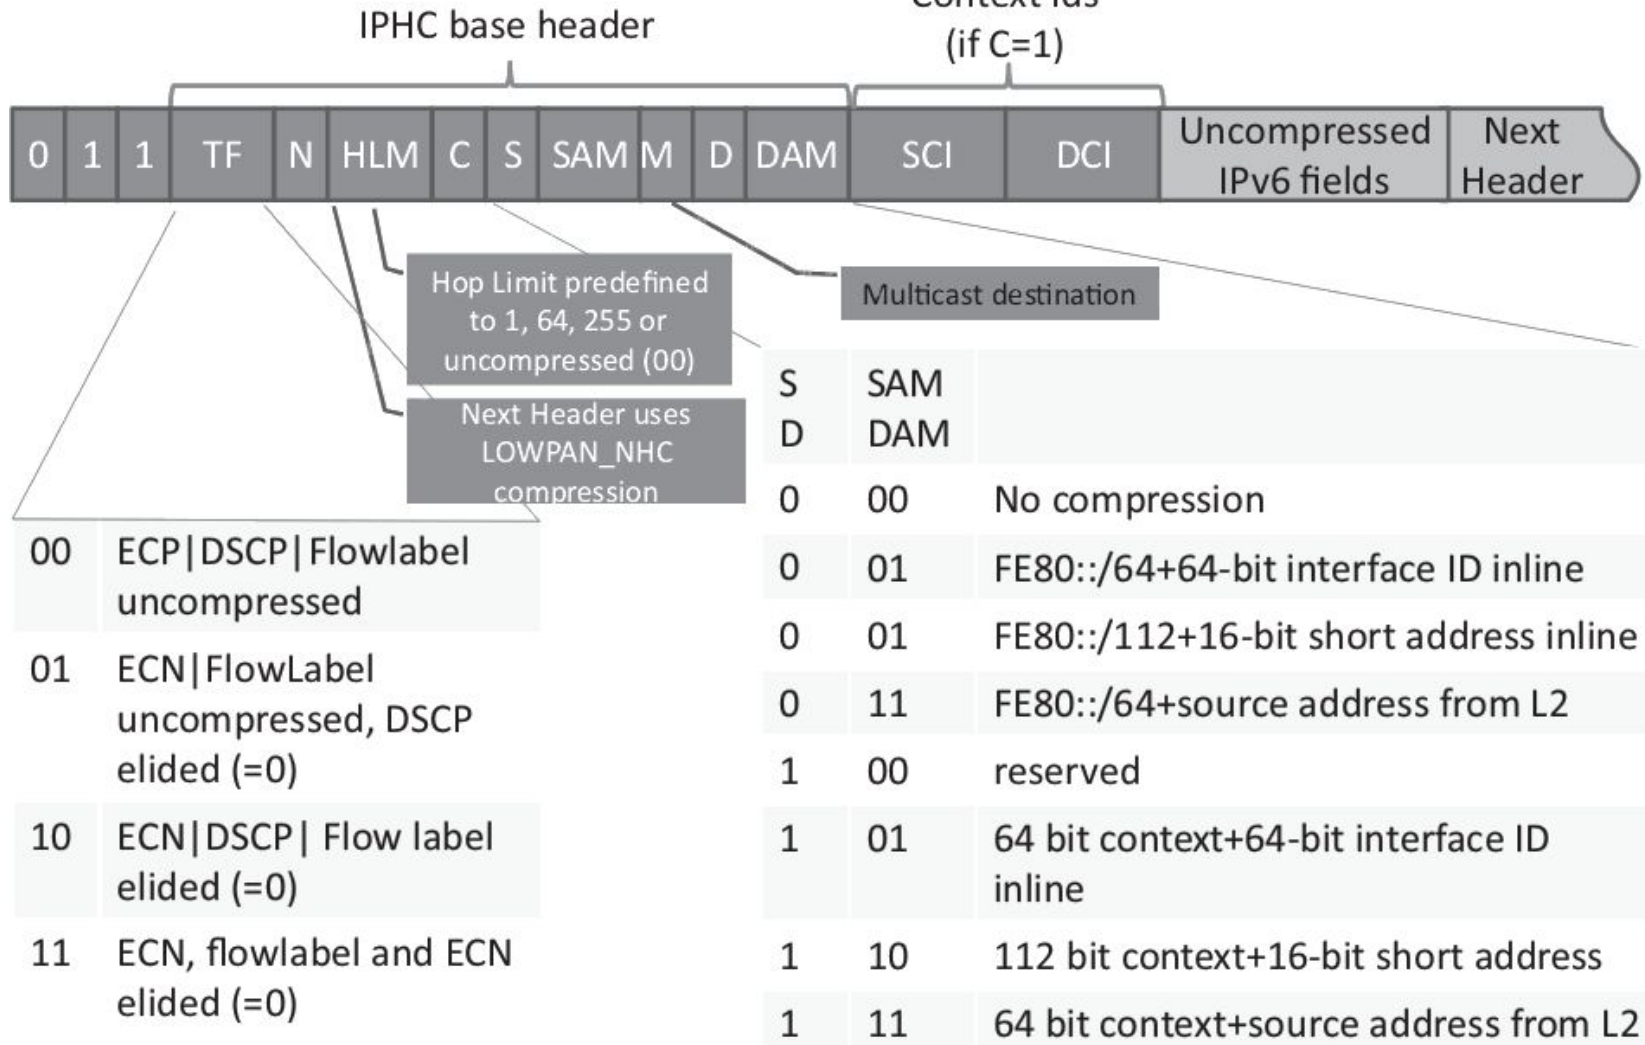 IPHC base header
Context Ids
(if C=1)
0 1 1 TF N HLM C S SAM M D DAM SCI DCI
Uncompressed
IPv6 fields
Next
Header
Hop Limit predefined
to 1, 64, 255 or
uncompressed (00)
Multicast destination
Next Header uses
LOWPAN_NHC
compression
00 ECP|DSCP|Flowlabel
uncompressed
01 ECN|FlowLabel
uncompressed, DSCP
elided (=0)
10 ECN|DSCP| Flow label
elided (=0)
11 ECN, flowlabel and ECN
elided (=0)
S SAM
D DAM
0 00 No compression
0 01 FE80::/64+64-bit interface ID inline
0 01 FE80::/112+16-bit short address inline
0 11 FE80::/64+source address from L2
1 00 reserved
1 01 64 bit context+64-bit interface ID
inline
1 10 112 bit context+16-bit short address
1 11 64 bit context+source address from L2